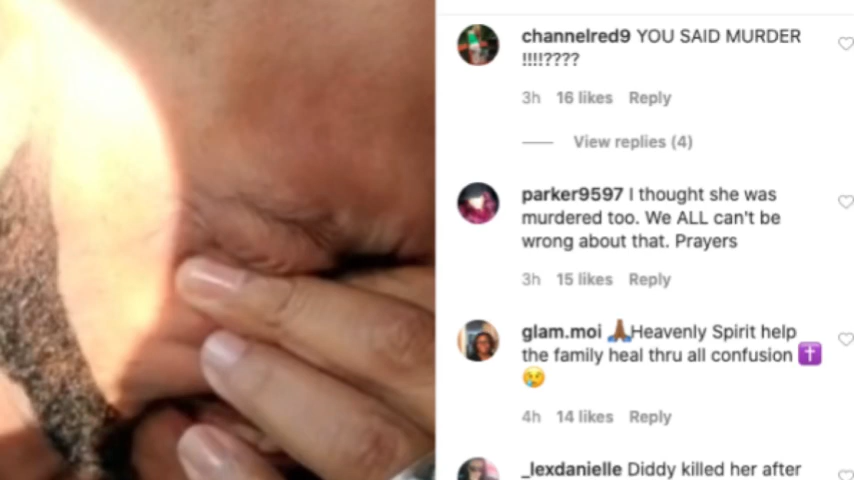 channelred9 YOU SAID MURDER
!!!!????
3h 16 likes Reply
View replies (4)
parker9597 I thought she was
murdered too. We ALL can't be
wrong about that. Prayers
3h 15 likes Reply
glam.moi 🙏🏾Heavenly Spirit help
the family heal thru all confusion ✝️
😢
4h 14 likes Reply
_lexdanielle Diddy killed her after